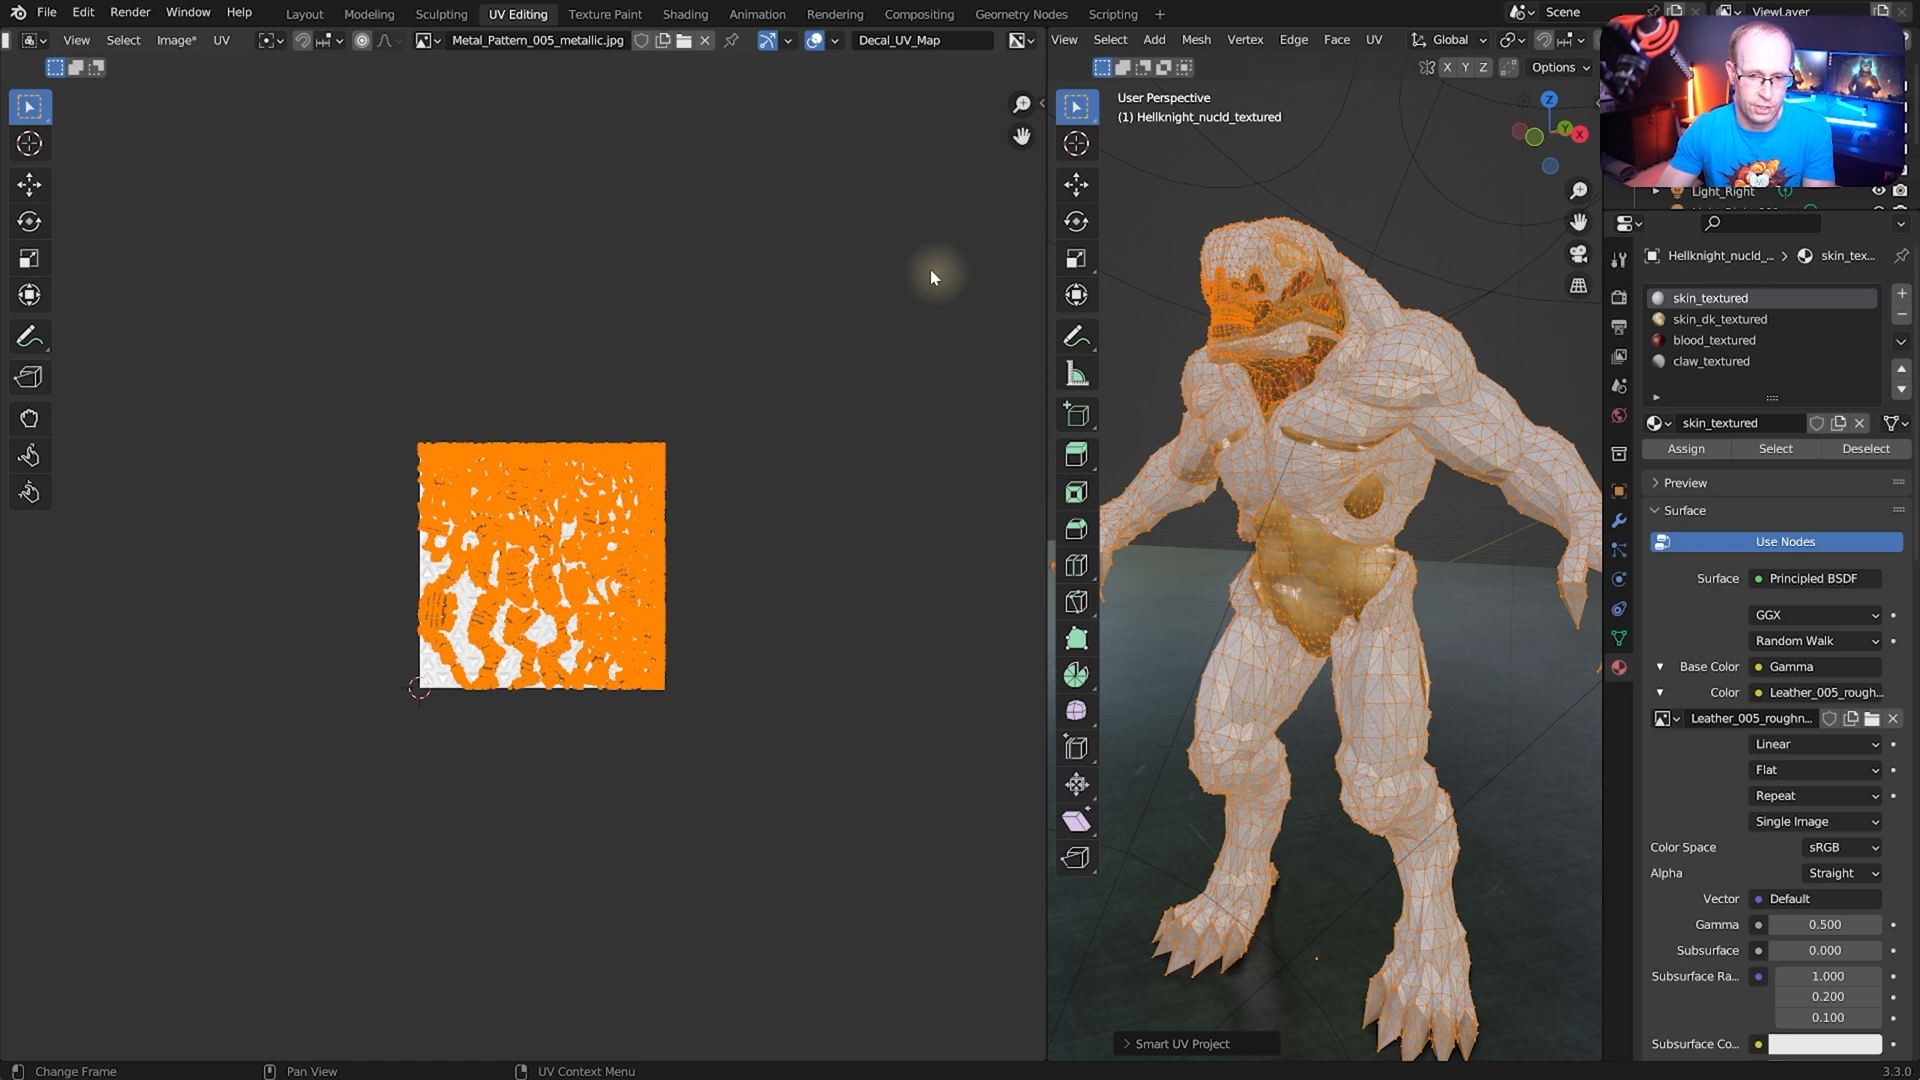 File Edit Render Window Help
Layout Modeling Sculpting UV Editing Texture Paint Shading Animation Rendering Compositing Geometry Nodes Scripting +
Scene
ViewLayer
View Select Image* UV
Metal_Pattern_005_metallic.jpg
Decal_UV_Map
View Select Add Mesh Vertex Edge Face UV
Global
X Y Z
Options
User Perspective
(1) Hellknight_nucld_textured
Z
Y
X
Light_Right
Hellknight_nucld_... > skin_tex...
skin_textured
skin_dk_textured
blood_textured
claw_textured
skin_textured
Assign Select Deselect
Preview
Surface
Use Nodes
Surface Principled BSDF
GGX
Random Walk
Base Color Gamma
Color Leather_005_rough...
Leather_005_roughn...
Linear
Flat
Repeat
Single Image
Color Space sRGB
Alpha Straight
Vector Default
Gamma 0.500
Subsurface 0.000
Subsurface Ra... 1.000
0.200
0.100
Subsurface Co...
Smart UV Project
Change Frame
Pan View
UV Context Menu
3.3.0